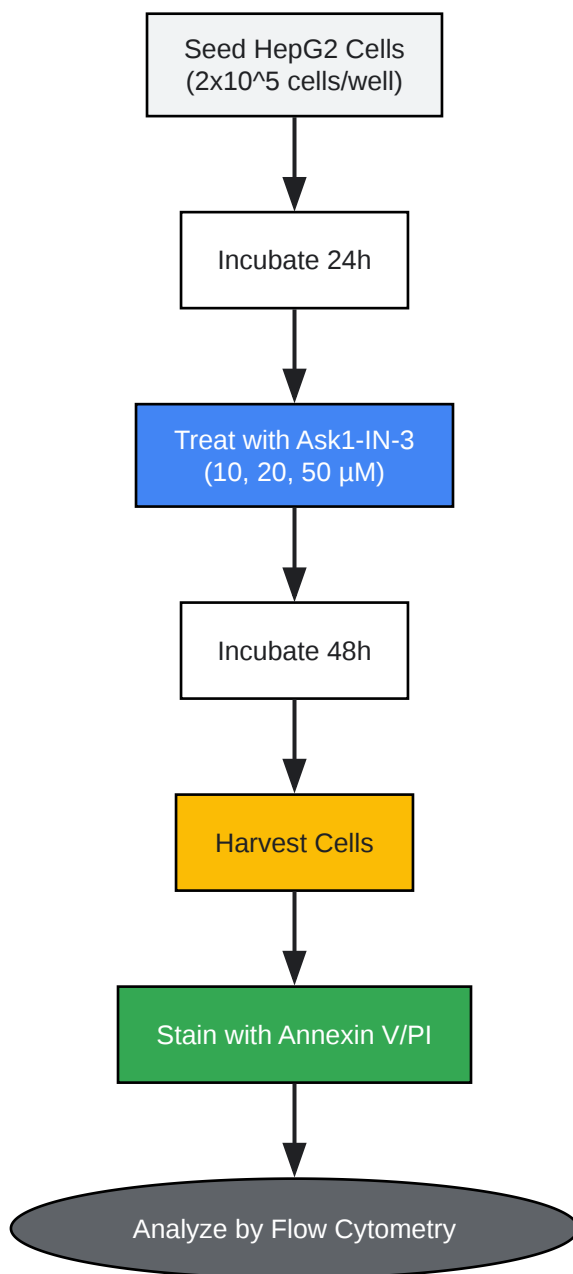 Seed HepG2 Cells
(2x10^5 cells/well)
Incubate 24h
Treat with Ask1-IN-3
(10, 20, 50 µM)
Incubate 48h
Harvest Cells
Stain with Annexin V/PI
Analyze by Flow Cytometry